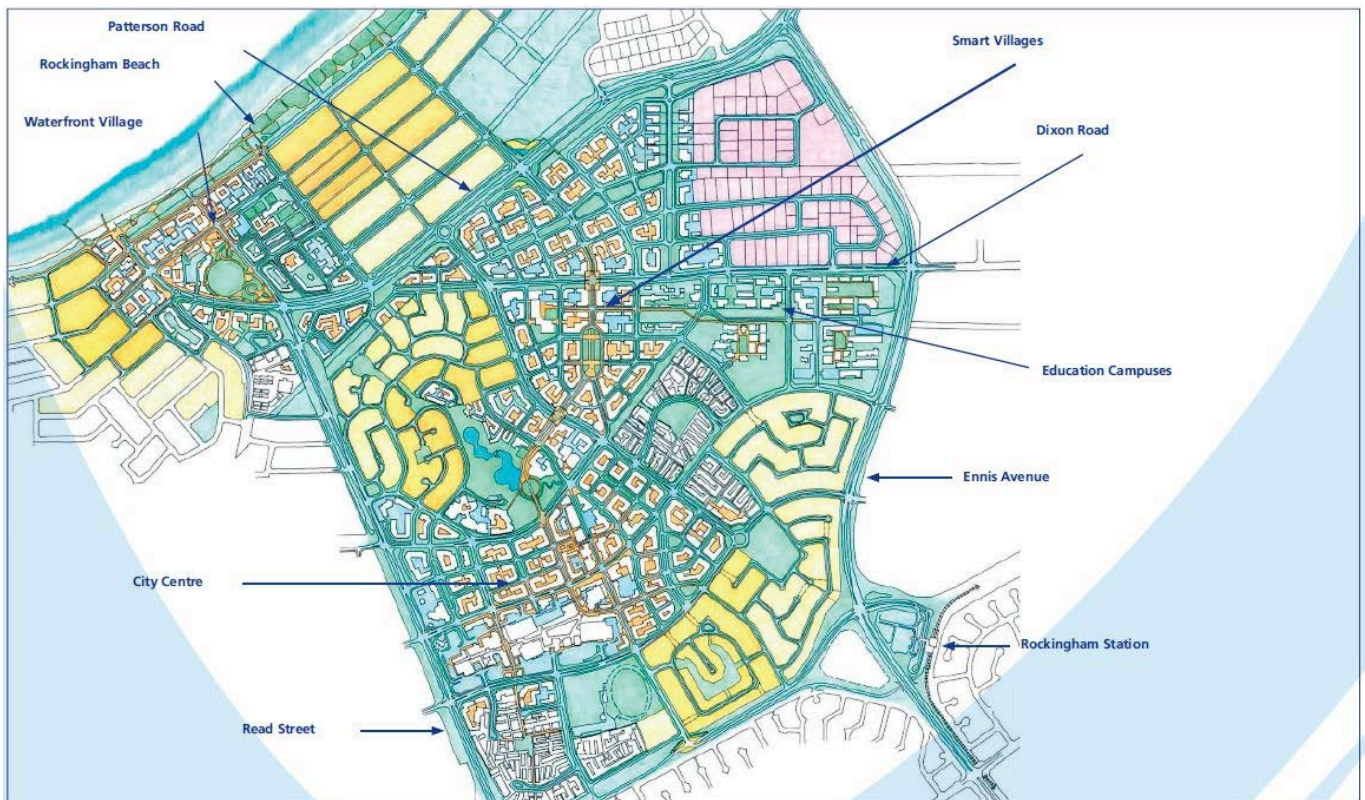 Patterson Road
Smart Villages
Rockingham Beach
Waterfront Village
Dixon Road
Education Campuses
Ennis Avenue
City Centre
Rockingham Station
Read Street